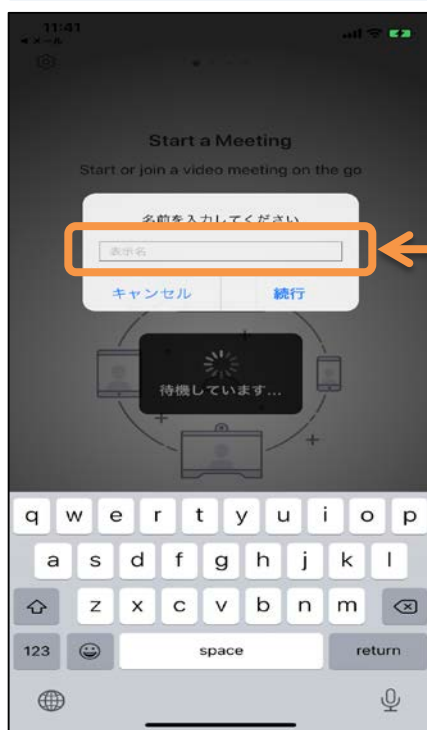 11:41
◀メール
Start a Meeting
Start or join a video meeting on the go
名前を入力してください
表示名
キャンセル 続行
待機しています...
q w e r t y u i o p
a s d f g h j k l
z x c v b n m
123 space return